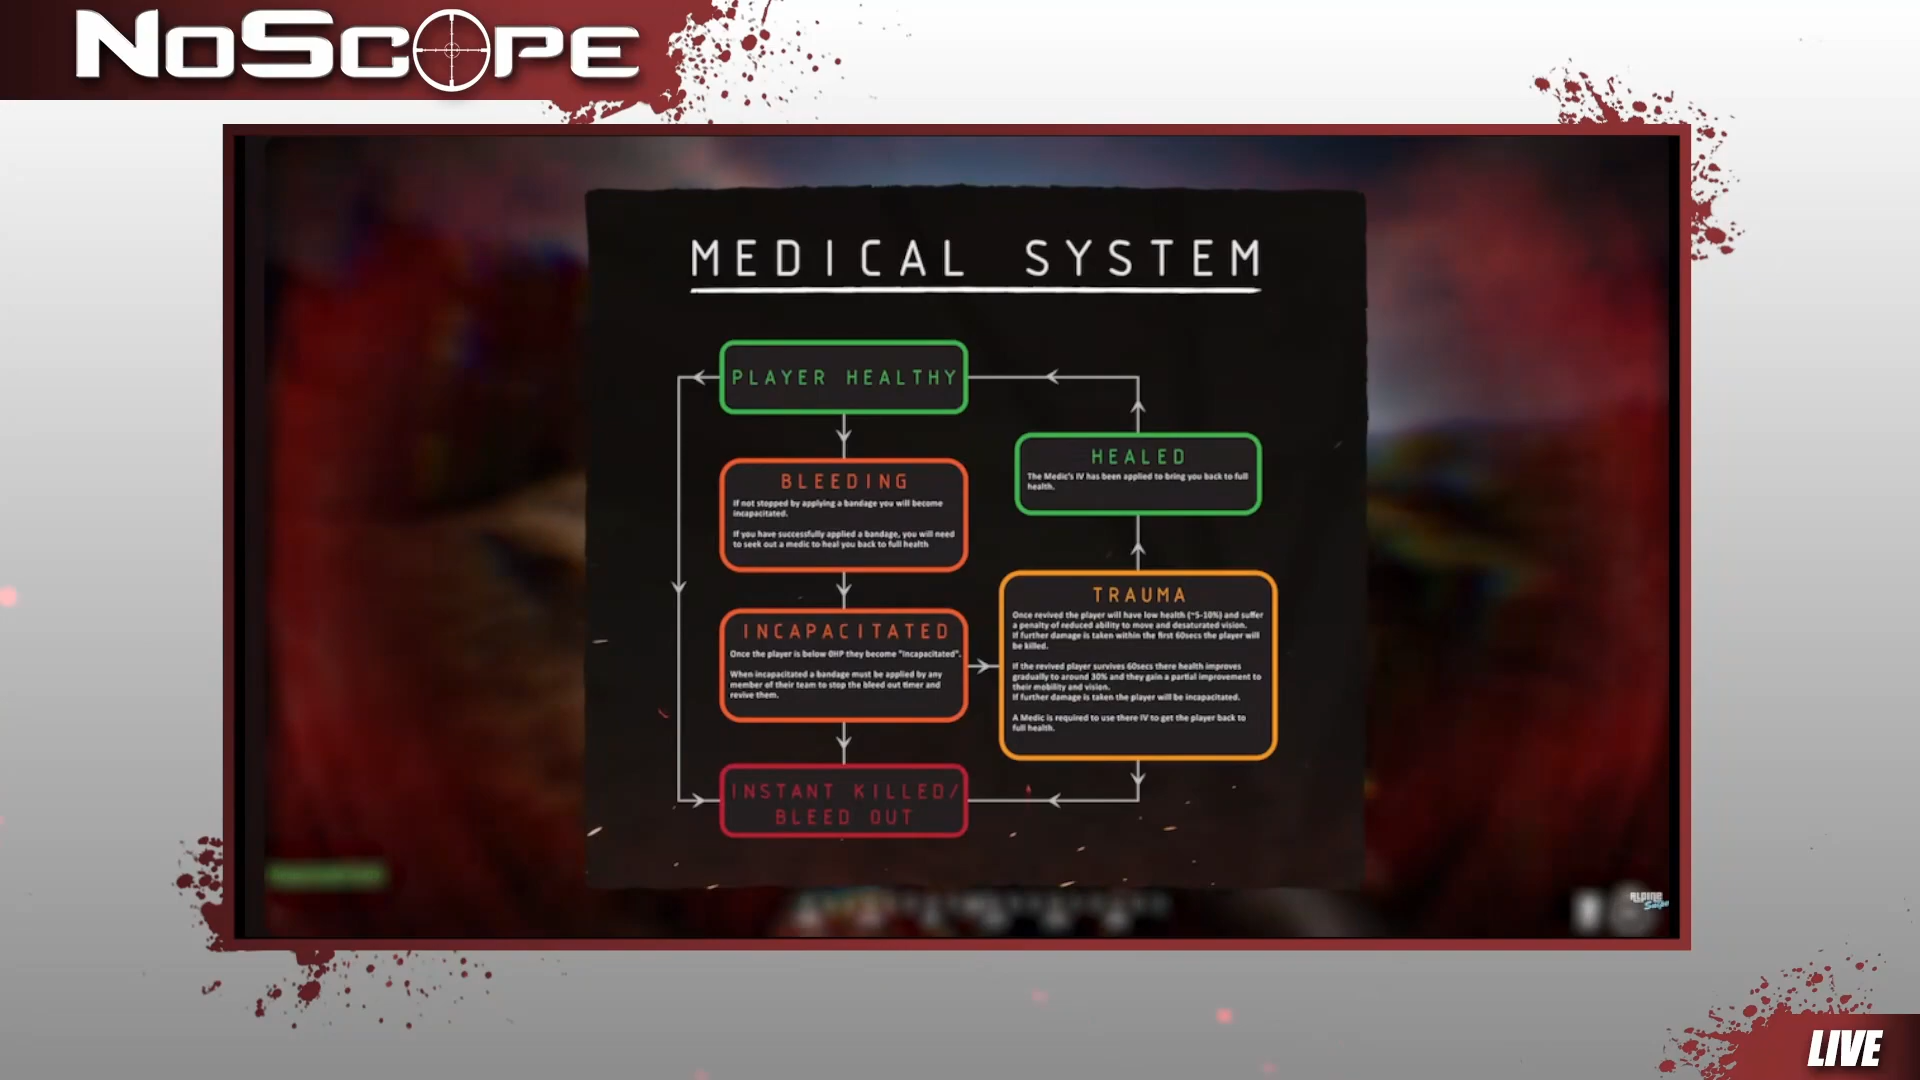 NoScope
MEDICAL SYSTEM
PLAYER HEALTHY
BLEEDING
If not stopped by applying a bandage you will become
incapacitated.
If you have successfully applied a bandage, you will need
to seek out a medic to heal you back to full health
INCAPACITATED
Once the player is below 0HP they become "Incapacitated".
When incapacitated a bandage must be applied by any
member of their team to stop the bleed out timer and
revive them.
INSTANT KILLED/
BLEED OUT
HEALED
The Medic's IV has been applied to bring you back to full
health.
TRAUMA
Once revived the player will have low health (~5-10%) and suffer
a penalty of reduced ability to move and desaturated vision.
If further damage is taken within the first 60secs the player will
be killed.
If the revived player survives 60secs there health improves
gradually to around 30% and they gain a partial improvement to
their mobility and vision.
If further damage is taken the player will be incapacitated.
A Medic is required to use there IV to get the player back to
full health.
ALPINE
Swipe
LIVE